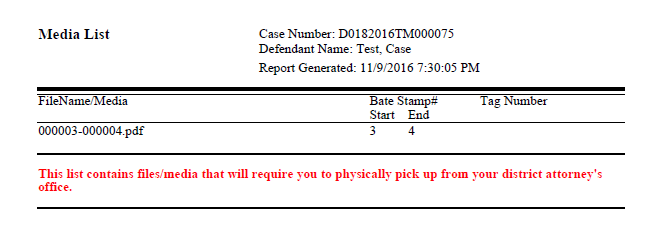 Media List
Case Number: D0182016TM000075
Defendant Name: Test, Case
Report Generated: 11/9/2016 7:30:05 PM
FileName/Media Bate Stamp# Tag Number
Start End
000003-000004.pdf 3 4
This list contains files/media that will require you to physically pick up from your district attorney's
office.